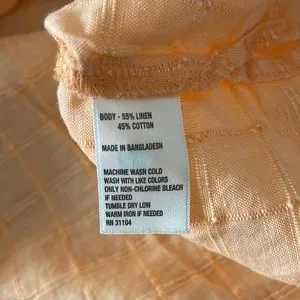 BODY - 55% LINEN
45% COTTON
MADE IN BANGLADESH
MACHINE WASH COLD
WASH WITH LIKE COLORS
ONLY NON-CHLORINE BLEACH
IF NEEDED
TUMBLE DRY LOW
WARM IRON IF NEEDED
RN 31104